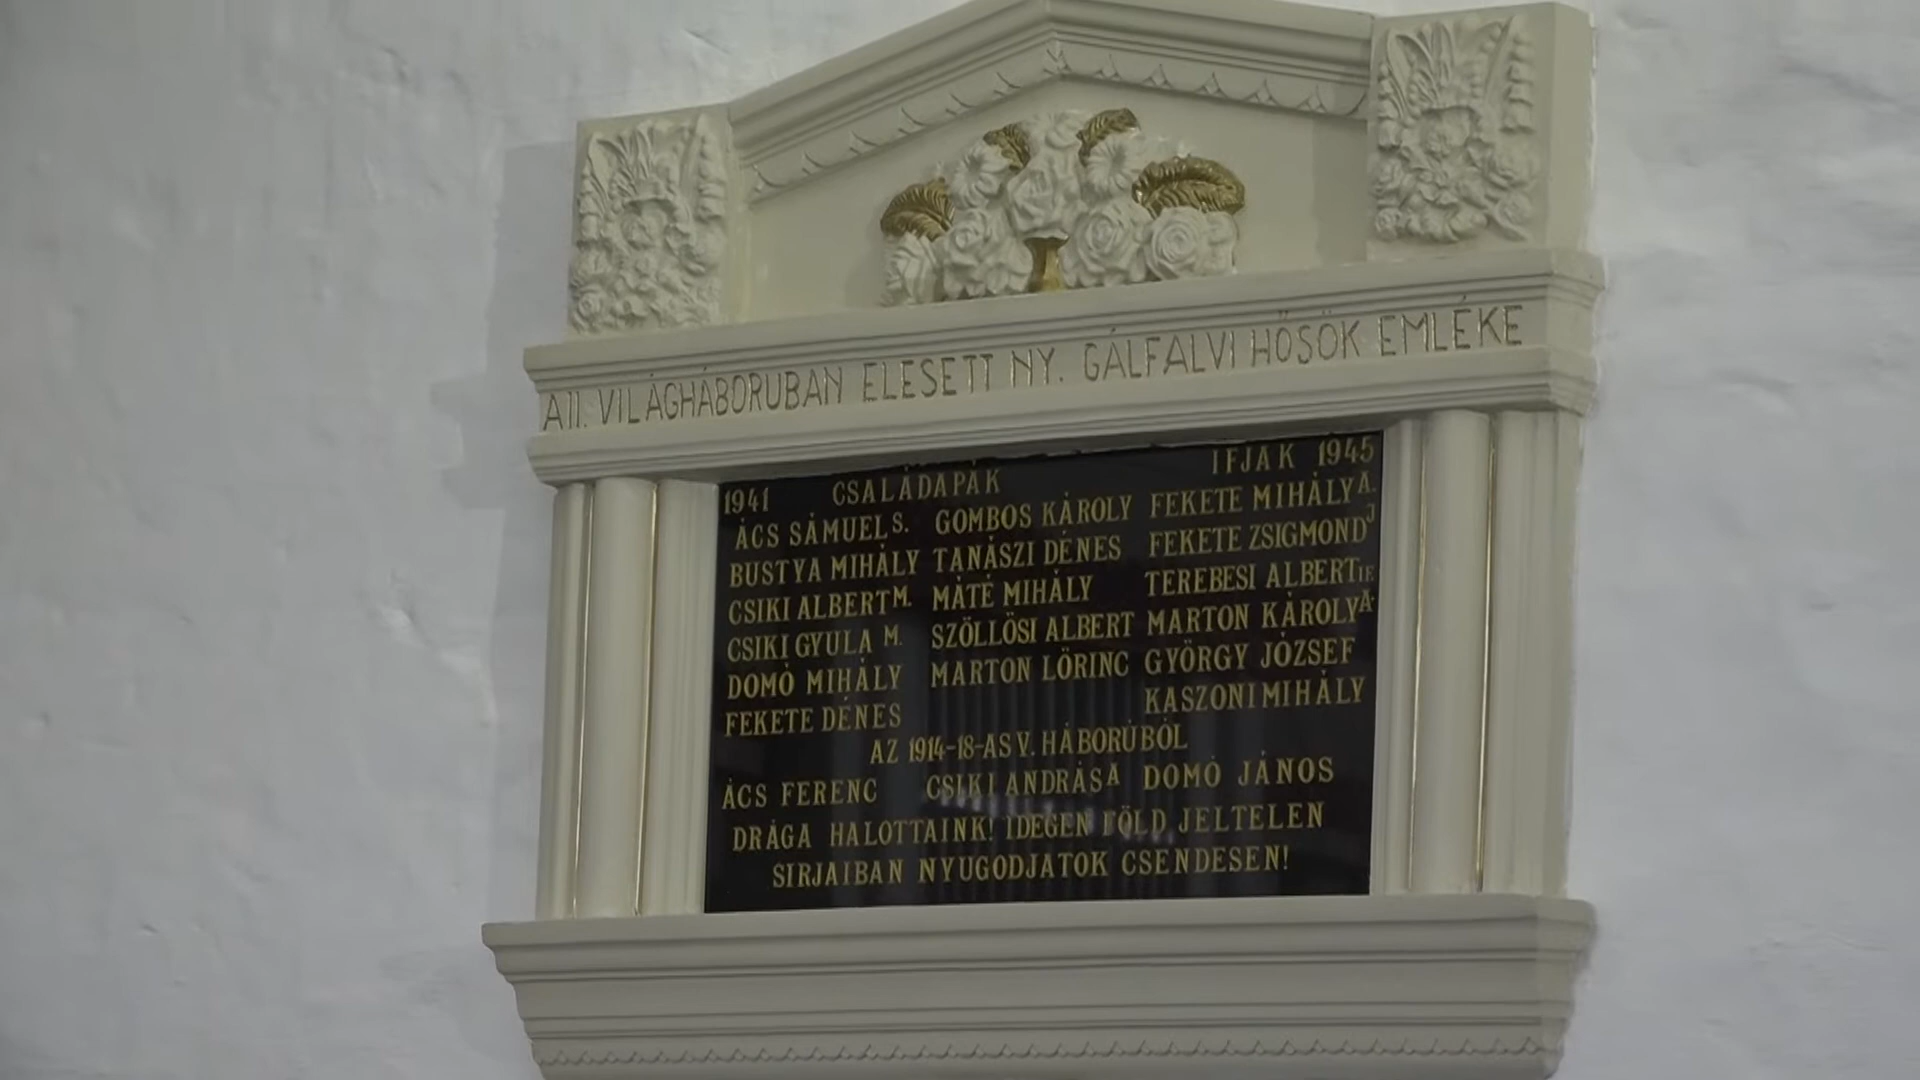 A II. VILÁGHÁBORUBAN ELESETT NY. GÁLFALVI HŐSÖK EMLÉKE
1941 CSALÁDAPÁK IFJAK 1945
ÁCS SÁMUEL S. GOMBOS KÁROLY FEKETE MIHÁLY A.
BUSTYA MIHÁLY TANÁSZI DÉNES FEKETE ZSIGMOND J
CSIKI ALBERT M. MÁTÉ MIHÁLY TEREBESI ALBERT IF.
CSIKI GYULA M. SZÖLLÖSI ALBERT MARTON KÁROLY A.
DOMÓ MIHÁLY MARTON LÖRINC GYÖRGY JÓZSEF
FEKETE DÉNES KASZONI MIHÁLY
AZ 1914-18-AS V. HÁBORÚBÓL
ÁCS FERENC CSIKI ANDRÁS A DOMÓ JÁNOS
DRÁGA HALOTTAINK! IDEGEN FÖLD JELTELEN
SIRJAIBAN NYUGODJATOK CSENDESEN!